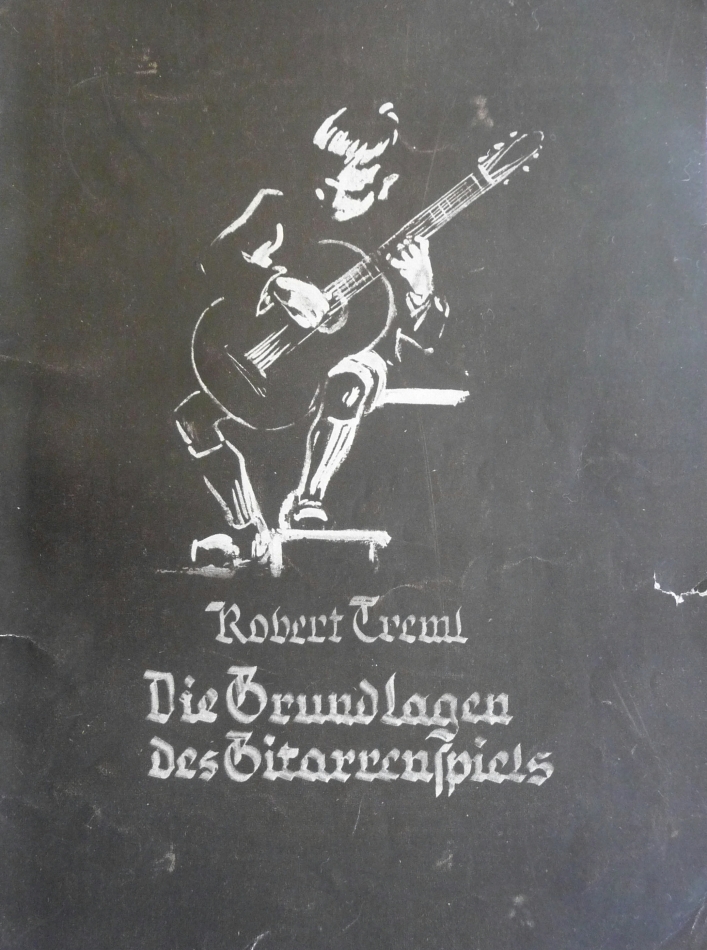 Robert Treml
Die Grundlagen
des Gitarrenspiels